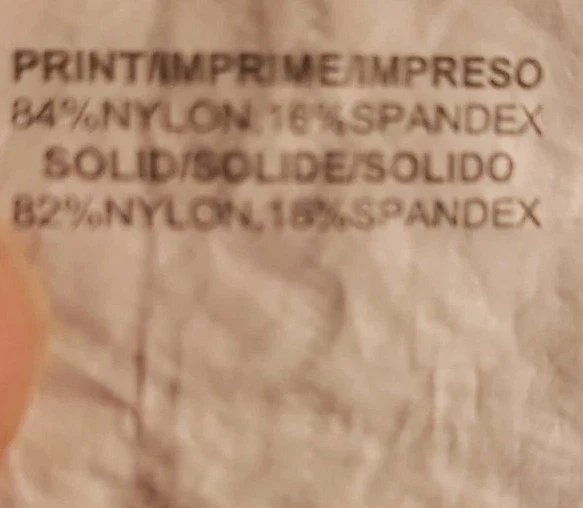 PRINT/IMPRIME/IMPRESO
84%NYLON,16%SPANDEX
SOLID/SOLIDE/SOLIDO
82%NYLON,18%SPANDEX